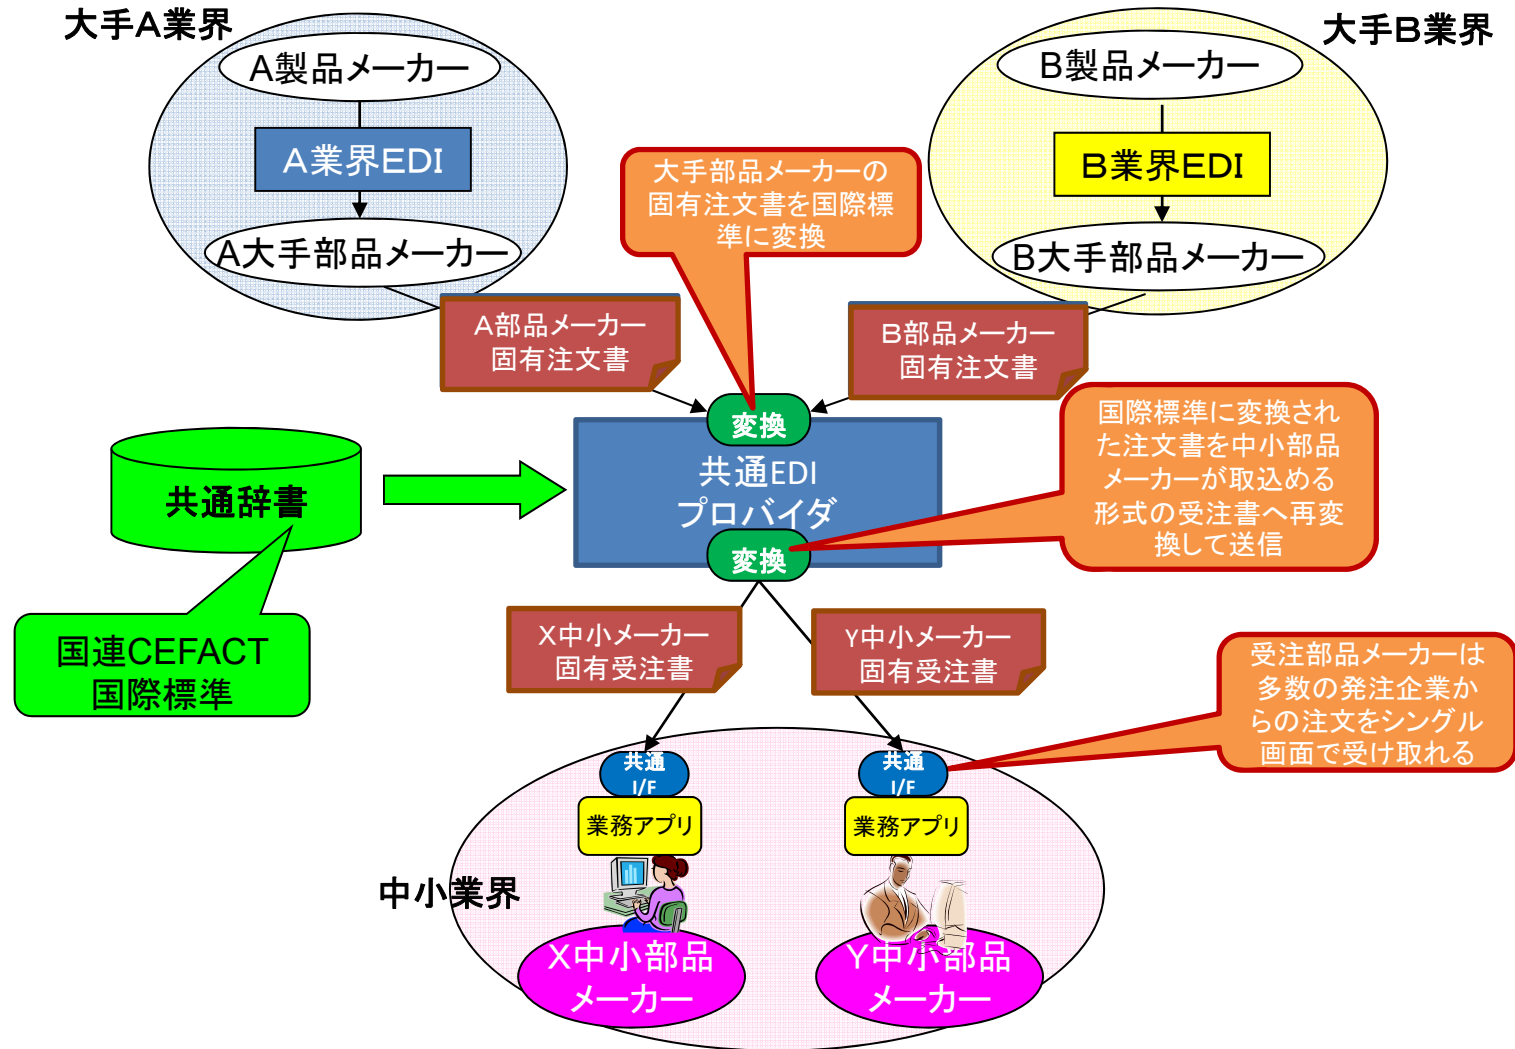 大手A業界
A製品メーカー
A業界EDI
A大手部品メーカー
大手B業界
B製品メーカー
B業界EDI
B大手部品メーカー
大手部品メーカーの
固有注文書を国際標
準に変換
A部品メーカー
固有注文書
B部品メーカー
固有注文書
変換
共通EDI
プロバイダ
変換
国際標準に変換され
た注文書を中小部品
メーカーが取込める
形式の受注書へ再変
換して送信
共通辞書
国連CEFACT
国際標準
X中小メーカー
固有受注書
Y中小メーカー
固有受注書
受注部品メーカーは
多数の発注企業か
らの注文をシングル
画面で受け取れる
共通
I/F
業務アプリ
共通
I/F
業務アプリ
中小業界
X中小部品
メーカー
Y中小部品
メーカー